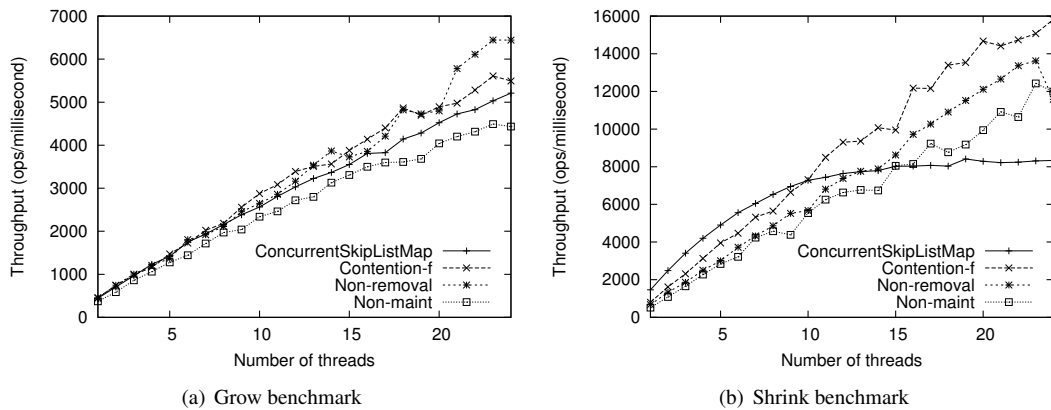 7000
6000
5000
4000
3000
2000
1000
0
Throughput (ops/millisecond)
ConcurrentSkipListMap
Contention-f
Non-removal
Non-maint
5 10 15 20
Number of threads
(a) Grow benchmark
16000
14000
12000
10000
8000
6000
4000
2000
0
Throughput (ops/millisecond)
ConcurrentSkipListMap
Contention-f
Non-removal
Non-maint
5 10 15 20
Number of threads
(b) Shrink benchmark